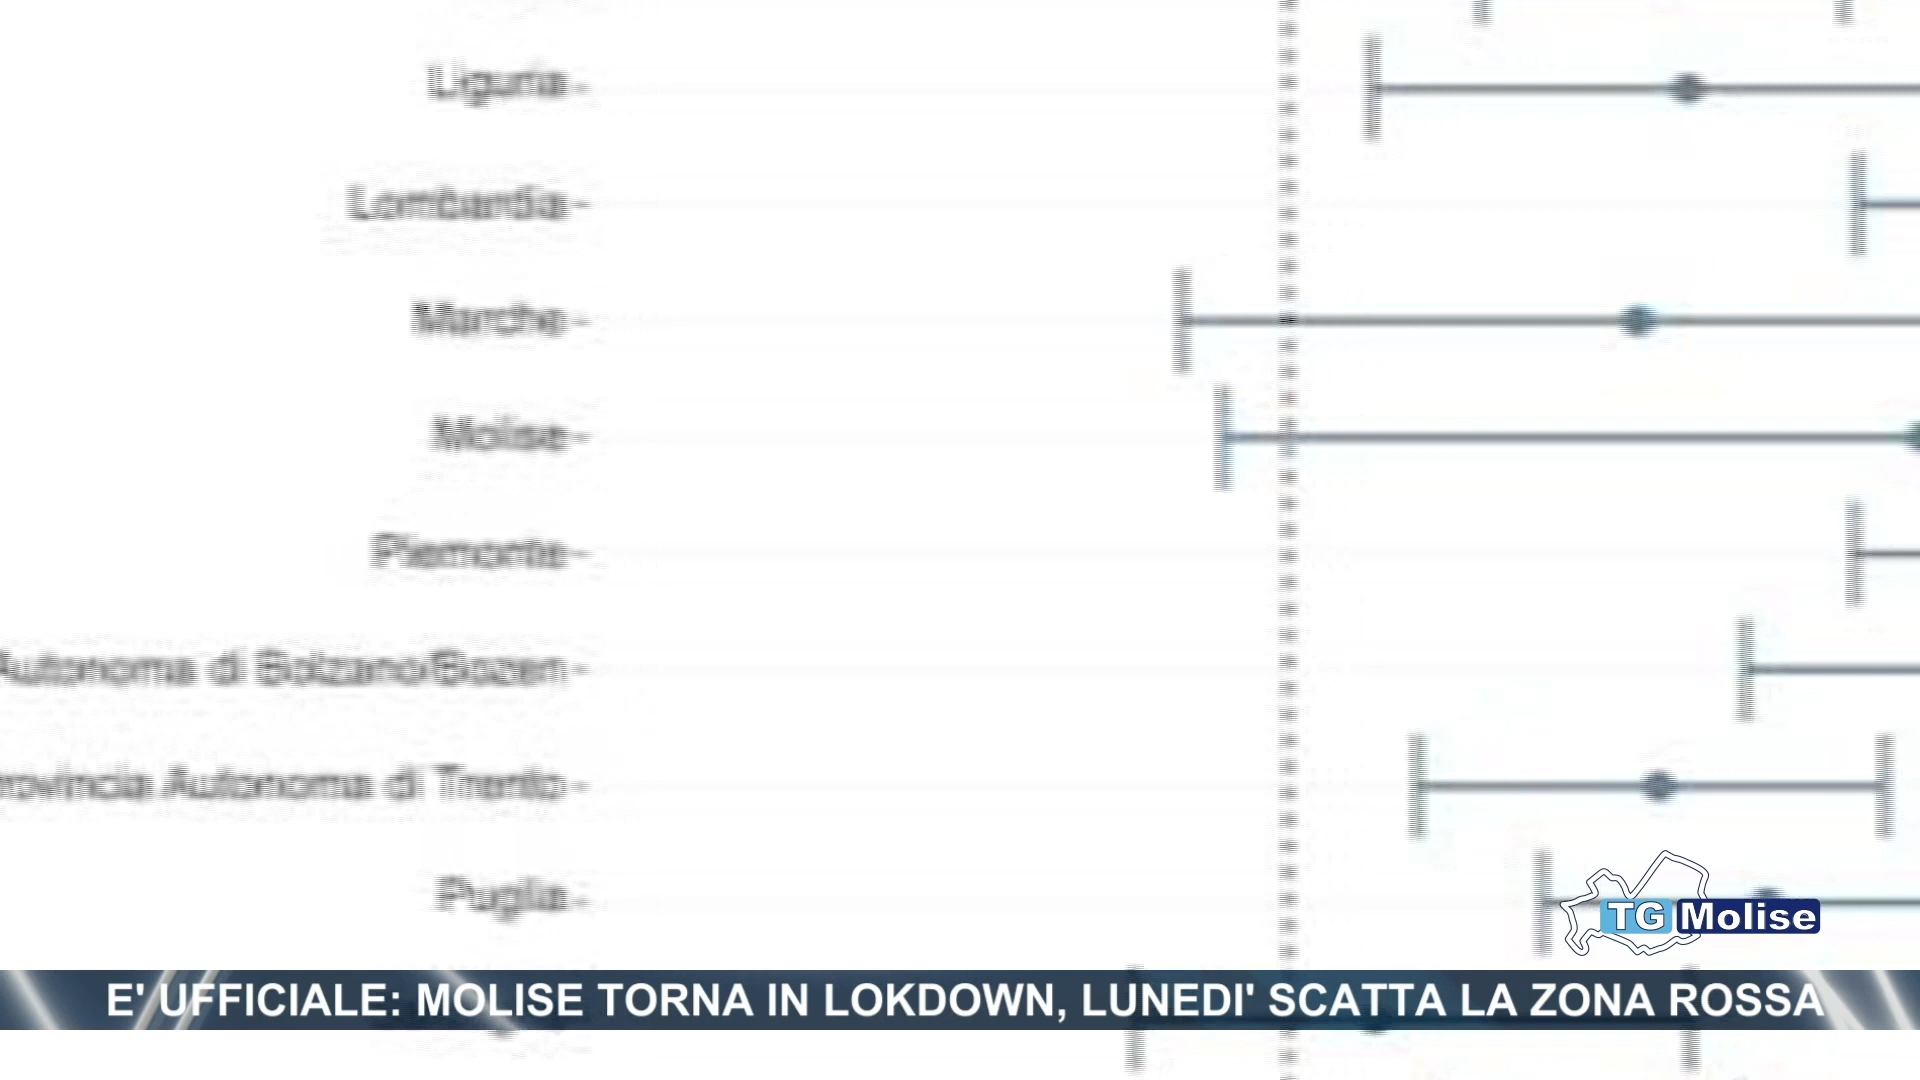 Liguria
Lombardia
Marche
Molise
Piemonte
Autonoma di Bolzano/Bozen
rovincia Autonoma di Trento
Puglia
TG Molise
E' UFFICIALE: MOLISE TORNA IN LOKDOWN, LUNEDI' SCATTA LA ZONA ROSSA